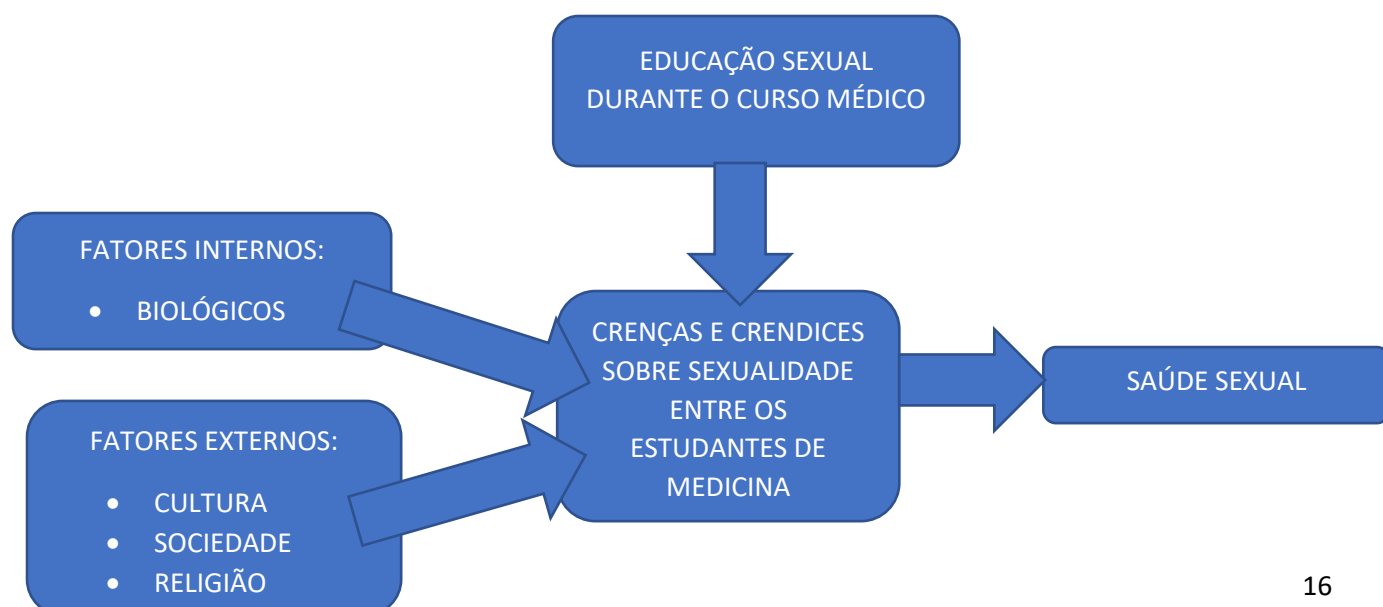 EDUCAÇÃO SEXUAL
DURANTE O CURSO MÉDICO
FATORES INTERNOS:
• BIOLÓGICOS
FATORES EXTERNOS:
• CULTURA
• SOCIEDADE
• RELIGIÃO
CRENÇAS E CRENDICES
SOBRE SEXUALIDADE
ENTRE OS
ESTUDANTES DE
MEDICINA
SAÚDE SEXUAL
16